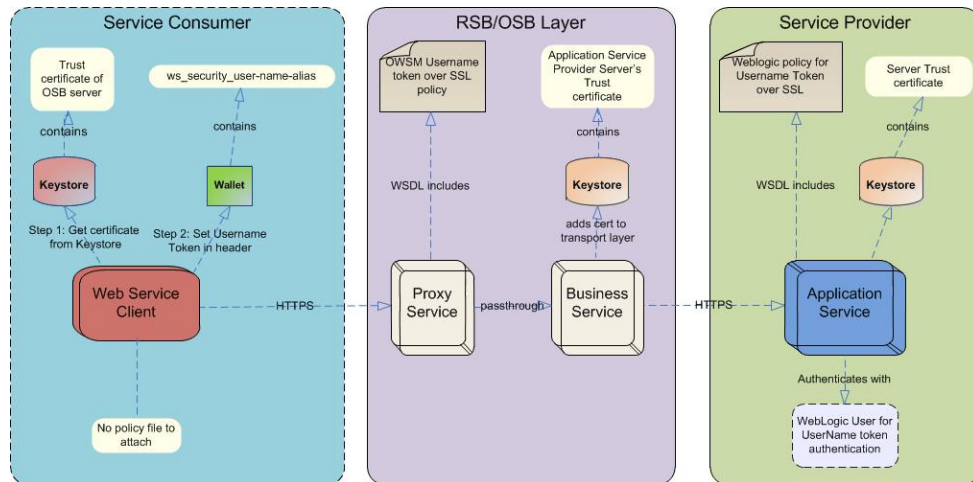 Service Consumer
Trust
certificate of
OSB server
ws_security_user-name-alias
contains
contains
Keystore
Wallet
Step 1: Get certificate
from Keystore
Step 2: Set Username
Token in header
Web Service
Client
HTTPS
No policy file to
attach
RSB/OSB Layer
OWSM Username
token over SSL
policy
Application Service
Provider Server's
Trust
certificate
contains
WSDL includes
Keystore
adds cert to
transport layer
Proxy
Service
passthrough
Business
Service
HTTPS
Service Provider
Weblogic policy for
Username Token
over SSL
Server Trust
certificate
contains
WSDL includes
Keystore
Application
Service
Authenticates with
WebLogic User for
UserName token
authentication